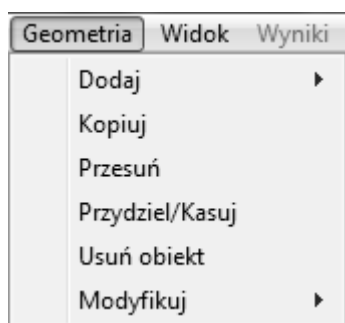 Geometria Widok Wyniki
Dodaj
Kopiuj
Przesuń
Przydziel/Kasuj
Usuń obiekt
Modyfikuj